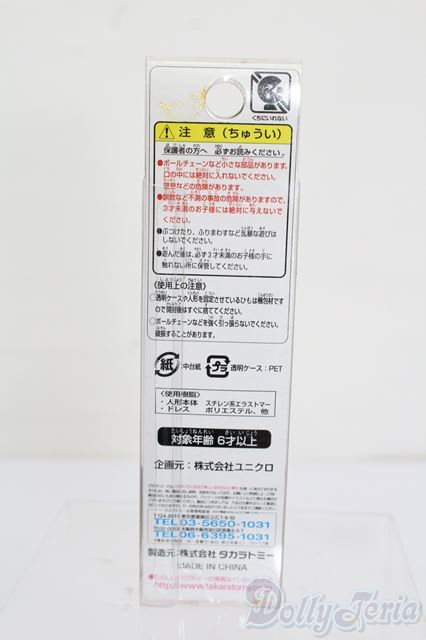 くちにいれない
注 意（ちゅうい）
保護者の方へ 必ずお読みください。
●ボールチェーンなど小さな部品があります。
口の中には絶対に入れないでください。
窒息などの危険があります。
●誤飲など不測の事故の危険がありますので、
3才未満のお子様には絶対に与えないで
ください。
ぶつけたり、ふりまわすなど乱暴な遊びは
しないでください。
●遊んだ後は、必ず3才未満のお子様の手に
触れない所に保管してください。
《使用上の注意》
○透明ケースや人形を固定させているひもは梱包材です
ので開封後はすぐに捨ててください。
○ボールチェーンなどを強く引っ張らないでください。
破損することがあります。
紙 :中台紙 プラ 透明ケース：PET
《使用樹脂》
・人形本体 スチレン系エラストマー
・ドレス ポリエステル、他
対象年齢 6才以上
企画元：株式会社ユニクロ
TEL 03-5650-1031
TEL 06-6395-1031
製造元：株式会社 タカラトミー
MADE IN CHINA
http://www.takaratomy.co
DollyTeria